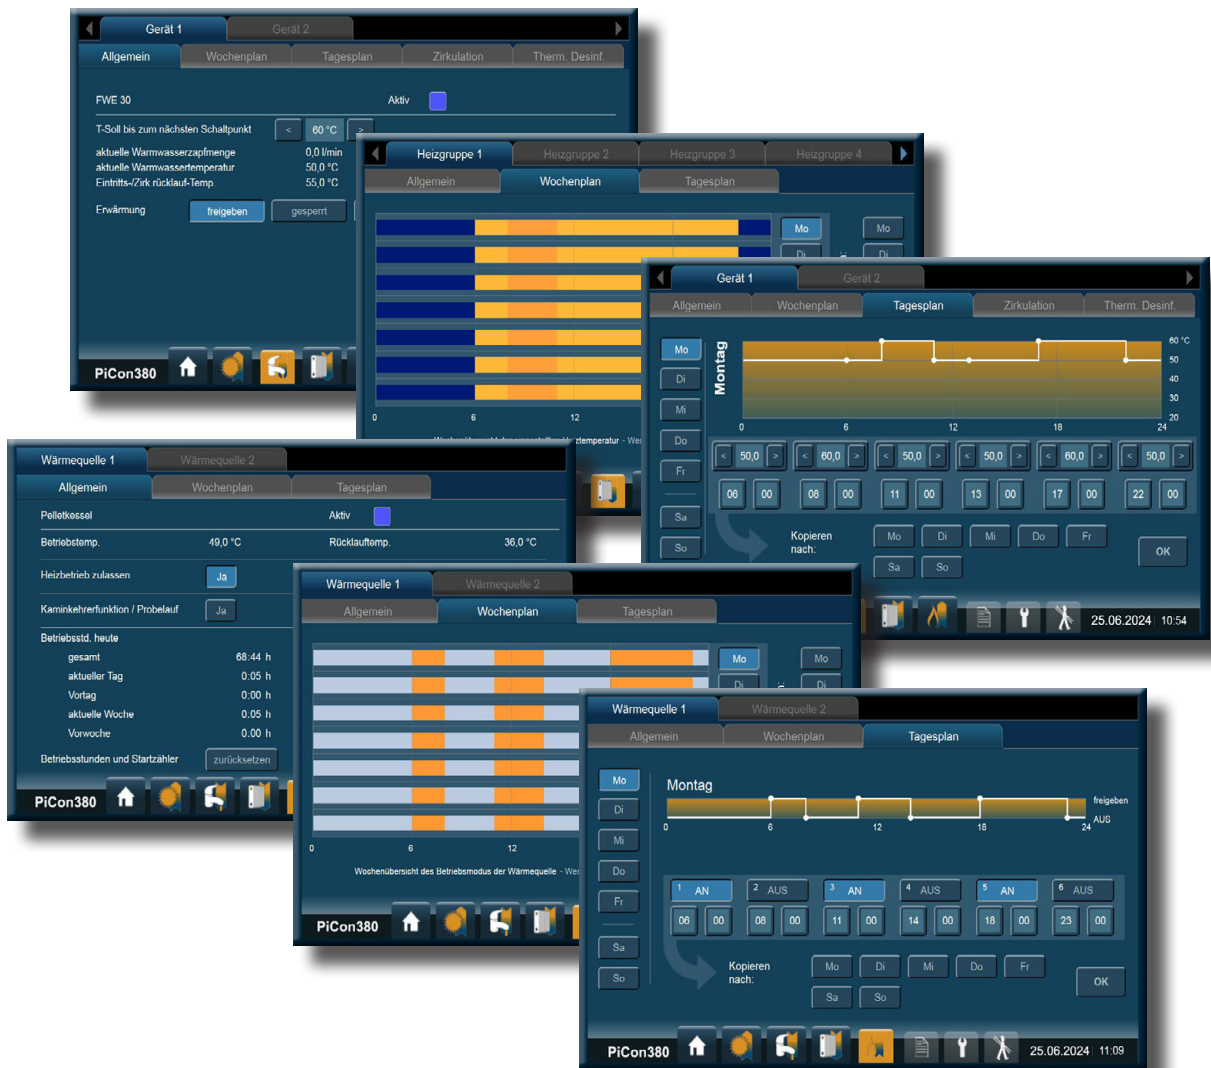 Gerät 1 Gerät 2
Allgemein Wochenplan Tagesplan Zirkulation Therm. Desinf.
FWE 30 Aktiv
T-Soll bis zum nächsten Schaltpunkt < 60 °C >
aktuelle Warmwasserzapfmenge 0,0 l/min
aktuelle Warmwassertemperatur 50,0 °C
Eintritts-/Zirk.rücklauf-Temp. 55,0 °C
Erwärmung freigeben gesperrt
PiCon380
Heizgruppe 1 Heizgruppe 2 Heizgruppe 3 Heizgruppe 4
Allgemein Wochenplan Tagesplan
Mo Mo
Di Di
0 6 12
Gerät 1 Gerät 2
Allgemein Wochenplan Tagesplan Zirkulation Therm. Desinf.
Mo
Di
Mi
Do
Fr
Sa
So
Montag
60 °C
50
40
30
20
0 6 12 18 24
< 50,0 > < 60,0 > < 50,0 > < 50,0 > < 60,0 > < 50,0 >
06 00 08 00 11 00 13 00 17 00 22 00
Kopieren nach: Mo Di Mi Do Fr
Sa So
OK
25.06.2024 10:54
Wärmequelle 1 Wärmequelle 2
Allgemein Wochenplan Tagesplan
Pelletkessel Aktiv
Betriebstemp. 49,0 °C Rücklauftemp. 36,0 °C
Heizbetrieb zulassen Ja
Kaminkehrerfunktion / Probelauf Ja
Betriebsstd. heute
gesamt 68:44 h
aktueller Tag 0:05 h
Vortag 0:00 h
aktuelle Woche 0:05 h
Vorwoche 0:00 h
Betriebsstunden und Startzähler zurücksetzen
PiCon380
Wärmequelle 1 Wärmequelle 2
Allgemein Wochenplan Tagesplan
Mo Mo
Di Di
0 6 12
Wochenübersicht des Betriebsmodus der Wärmequelle - Wer
PiCon380
Wärmequelle 1 Wärmequelle 2
Allgemein Wochenplan Tagesplan
Mo
Di
Mi
Do
Fr
Sa
So
Montag
freigeben
AUS
0 6 12 18 24
1 AN 2 AUS 3 AN 4 AUS 5 AN 6 AUS
06 00 08 00 11 00 14 00 18 00 23 00
Kopieren nach: Mo Di Mi Do Fr
Sa So
OK
PiCon380
25.06.2024 11:09